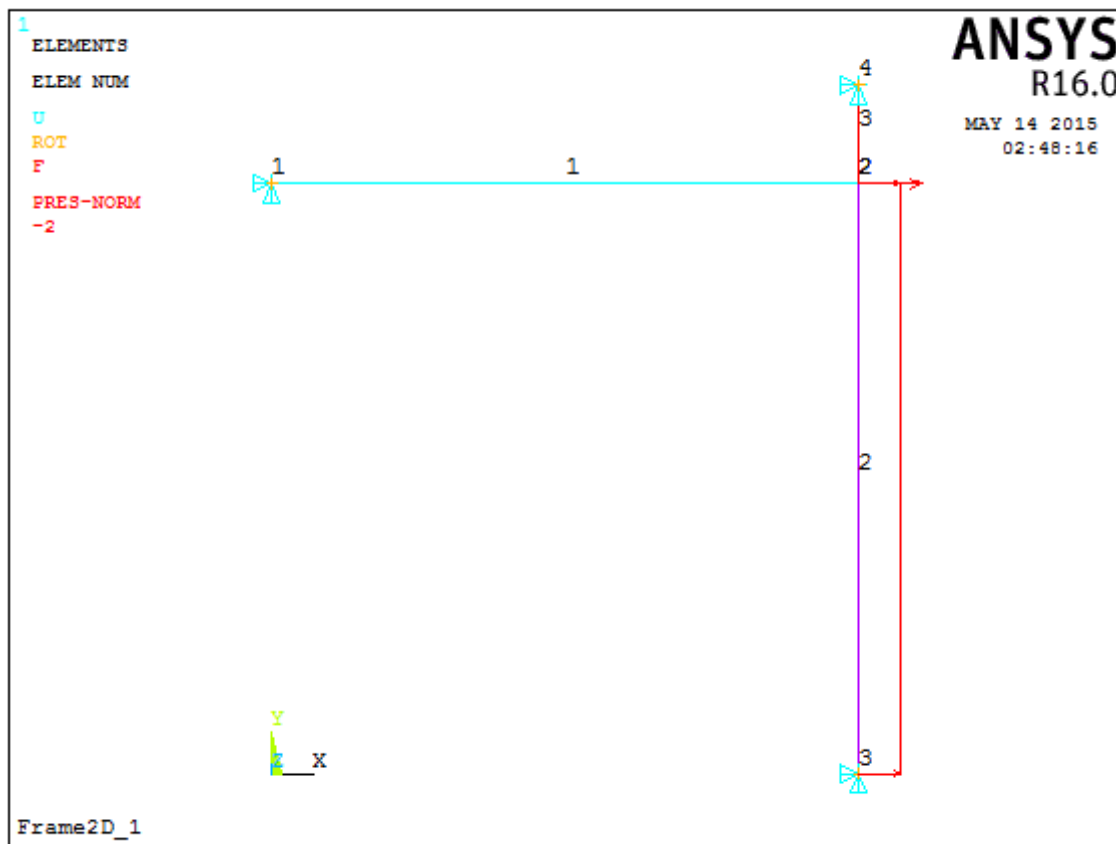 1
ELEMENTS
ELEM NUM
U
ROT
F
PRES-NORM
-2
ANSYS
R16.0
MAY 14 2015
02:48:16
4
3
1
1
2
2
3
Y
Z
X
Frame2D_1